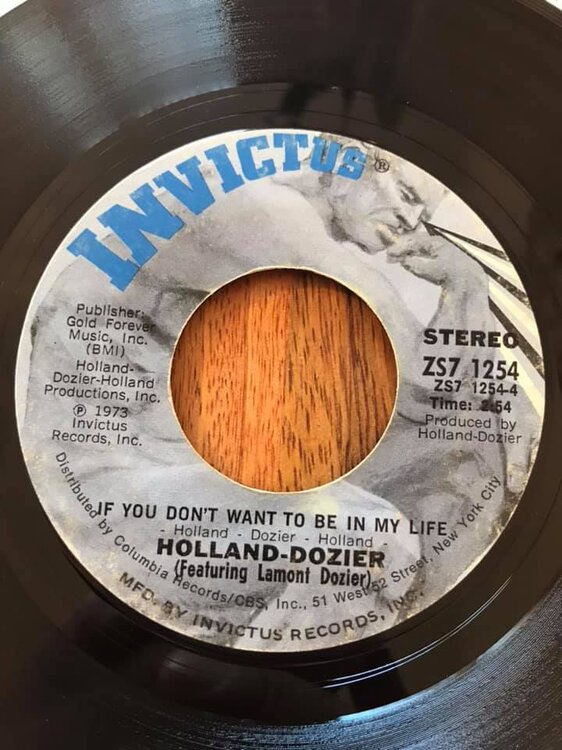 INVICTUS®
Publisher:
Gold Forever
Music, Inc.
(BMI)
Holland-
Dozier-Holland
Productions, Inc.
℗ 1973
Invictus
Records, Inc.
STEREO
ZS7 1254
ZS7 1254-4
Time: 2:54
Produced by
Holland-Dozier
IF YOU DON'T WANT TO BE IN MY LIFE
- Holland - Dozier - Holland -
HOLLAND-DOZIER
(Featuring Lamont Dozier)
Distributed by Columbia Records/CBS, Inc., 51 West 52 Street, New York City
MFD. BY INVICTUS RECORDS, INC.